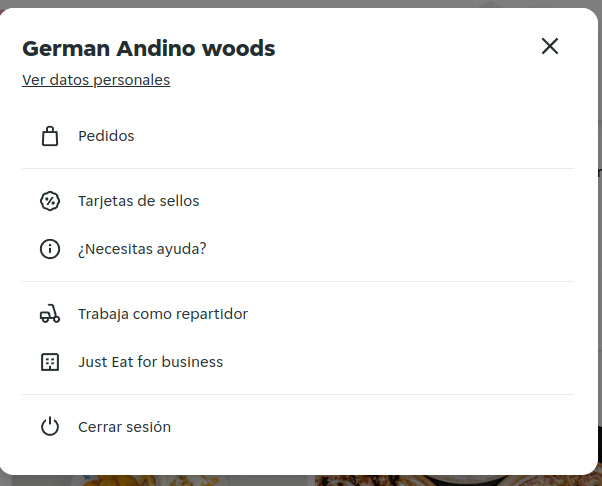 German Andino woods
Ver datos personales
Pedidos
Tarjetas de sellos
¿Necesitas ayuda?
Trabaja como repartidor
Just Eat for business
Cerrar sesión